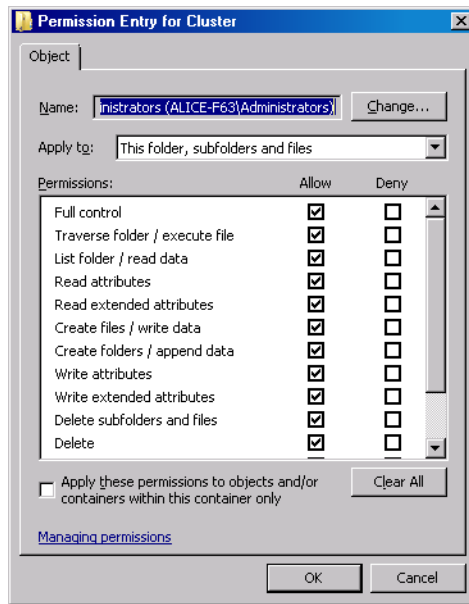 Permission Entry for Cluster
Object
Name: inistrators (ALICE-F63\Administrators) Change...
Apply to: This folder, subfolders and files
Permissions: Allow Deny
Full control
Traverse folder / execute file
List folder / read data
Read attributes
Read extended attributes
Create files / write data
Create folders / append data
Write attributes
Write extended attributes
Delete subfolders and files
Delete
Apply these permissions to objects and/or Clear All
containers within this container only
Managing permissions
OK Cancel